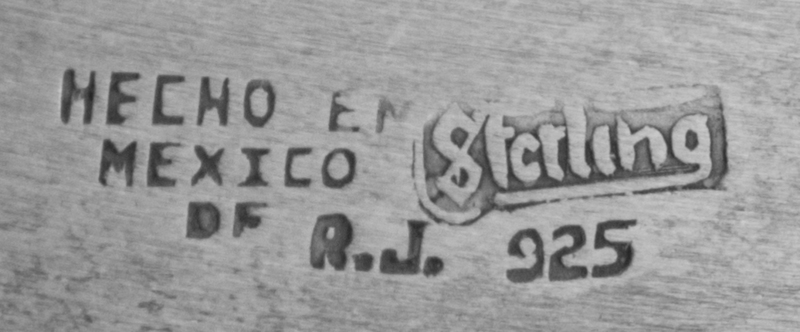 HECHO EN Sterling
MEXICO
DF R.J. 925